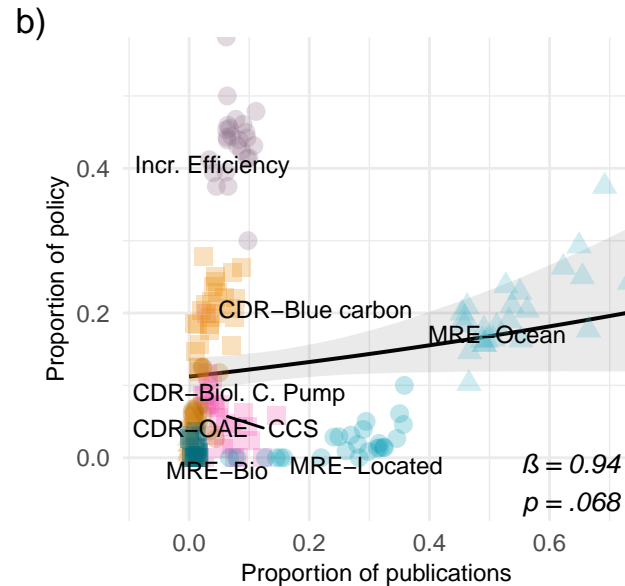 b)
Proportion of policy
0.4
0.2
0.0
Incr. Efficiency
CDR−Blue carbon
MRE−Ocean
CDR−Biol. C. Pump
CDR−OAE
CCS
MRE−Bio
MRE−Located
ß = 0.94
p = .068
0.0 0.2 0.4 0.6
Proportion of publications